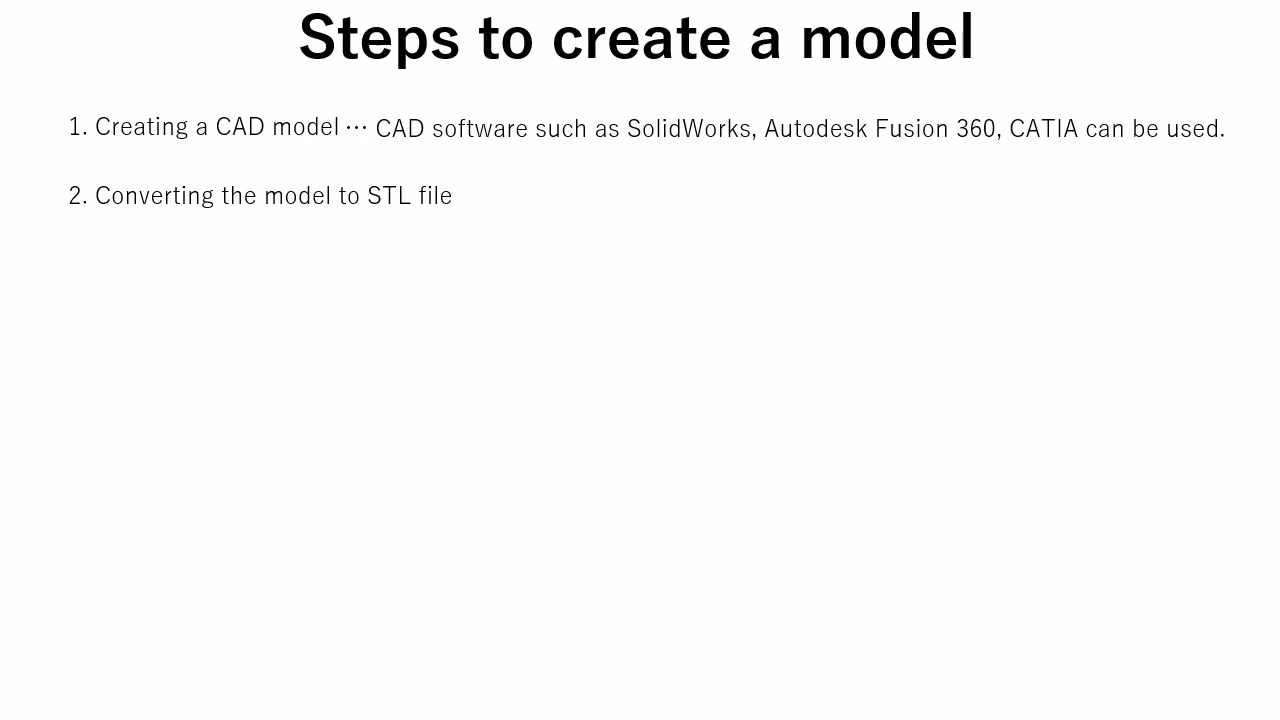 Steps to create a model
1. Creating a CAD model ⋯ CAD software such as SolidWorks, Autodesk Fusion 360, CATIA can be used.
2. Converting the model to STL file